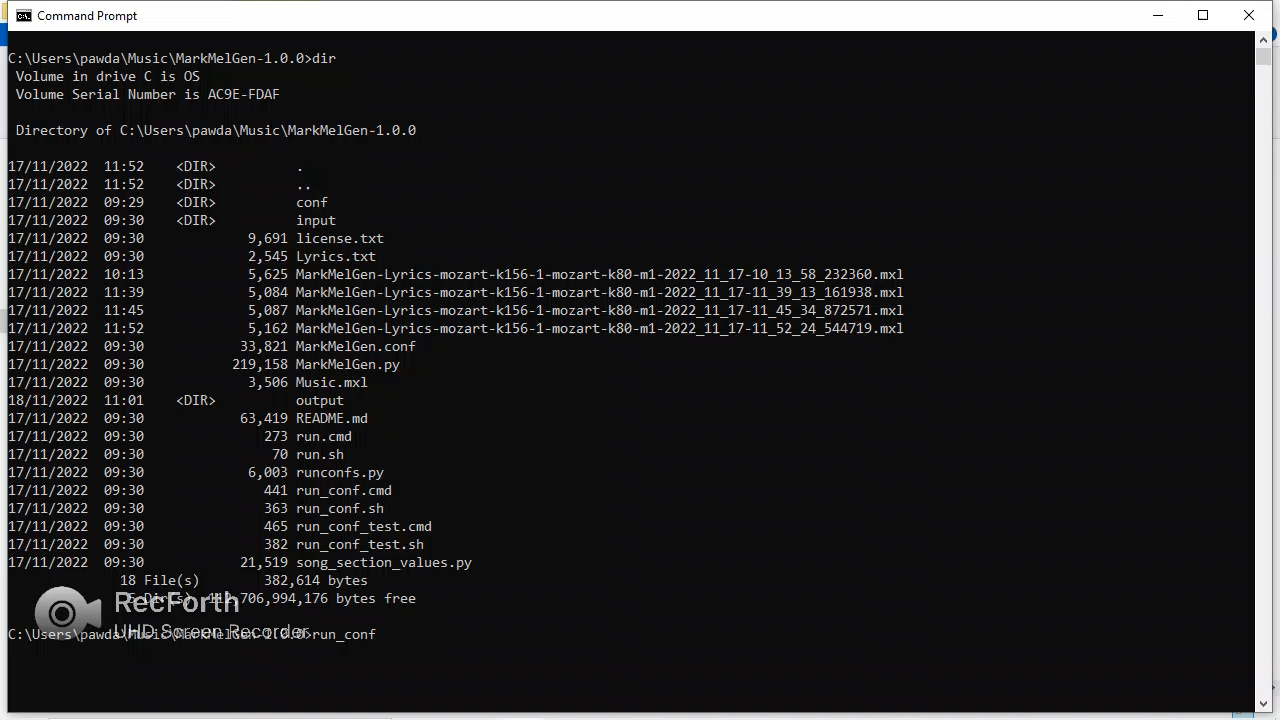 Command Prompt
C:\Users\pawda\Music\MarkMelGen-1.0.0>dir
Volume in drive C is OS
Volume Serial Number is AC9E-FDAF
Directory of C:\Users\pawda\Music\MarkMelGen-1.0.0
17/11/2022 11:52 <DIR> .
17/11/2022 11:52 <DIR> ..
17/11/2022 09:29 <DIR> conf
17/11/2022 09:30 <DIR> input
17/11/2022 09:30 9,691 license.txt
17/11/2022 09:30 2,545 Lyrics.txt
17/11/2022 10:13 5,625 MarkMelGen-Lyrics-mozart-k156-1-mozart-k80-m1-2022_11_17-10_13_58_232360.mxl
17/11/2022 11:39 5,084 MarkMelGen-Lyrics-mozart-k156-1-mozart-k80-m1-2022_11_17-11_39_13_161938.mxl
17/11/2022 11:45 5,087 MarkMelGen-Lyrics-mozart-k156-1-mozart-k80-m1-2022_11_17-11_45_34_872571.mxl
17/11/2022 11:52 5,162 MarkMelGen-Lyrics-mozart-k156-1-mozart-k80-m1-2022_11_17-11_52_24_544719.mxl
17/11/2022 09:30 33,821 MarkMelGen.conf
17/11/2022 09:30 219,158 MarkMelGen.py
17/11/2022 09:30 3,506 Music.mxl
18/11/2022 11:01 <DIR> output
17/11/2022 09:30 63,419 README.md
17/11/2022 09:30 273 run.cmd
17/11/2022 09:30 70 run.sh
17/11/2022 09:30 6,003 runconfs.py
17/11/2022 09:30 441 run_conf.cmd
17/11/2022 09:30 363 run_conf.sh
17/11/2022 09:30 465 run_conf_test.cmd
17/11/2022 09:30 382 run_conf_test.sh
17/11/2022 09:30 21,519 song_section_values.py
18 File(s) 382,614 bytes
5 Dir(s) ,706,994,176 bytes free
RecForth
UHD Screen Recorder
C:\Users\pawda\Music\MarkMelGen-1.0.0>run_conf